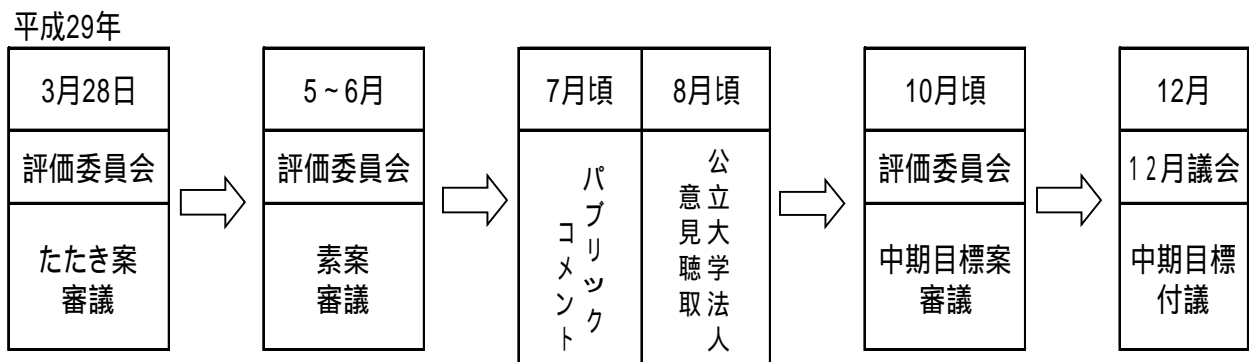 平成29年
3月28日
評価委員会
たたき案
審議
5~6月
評価委員会
素案
審議
7月頃
パブリック
コメント
8月頃
公立大学法人
意見聴取
10月頃
評価委員会
中期目標案
審議
12月
12月議会
中期目標
付議